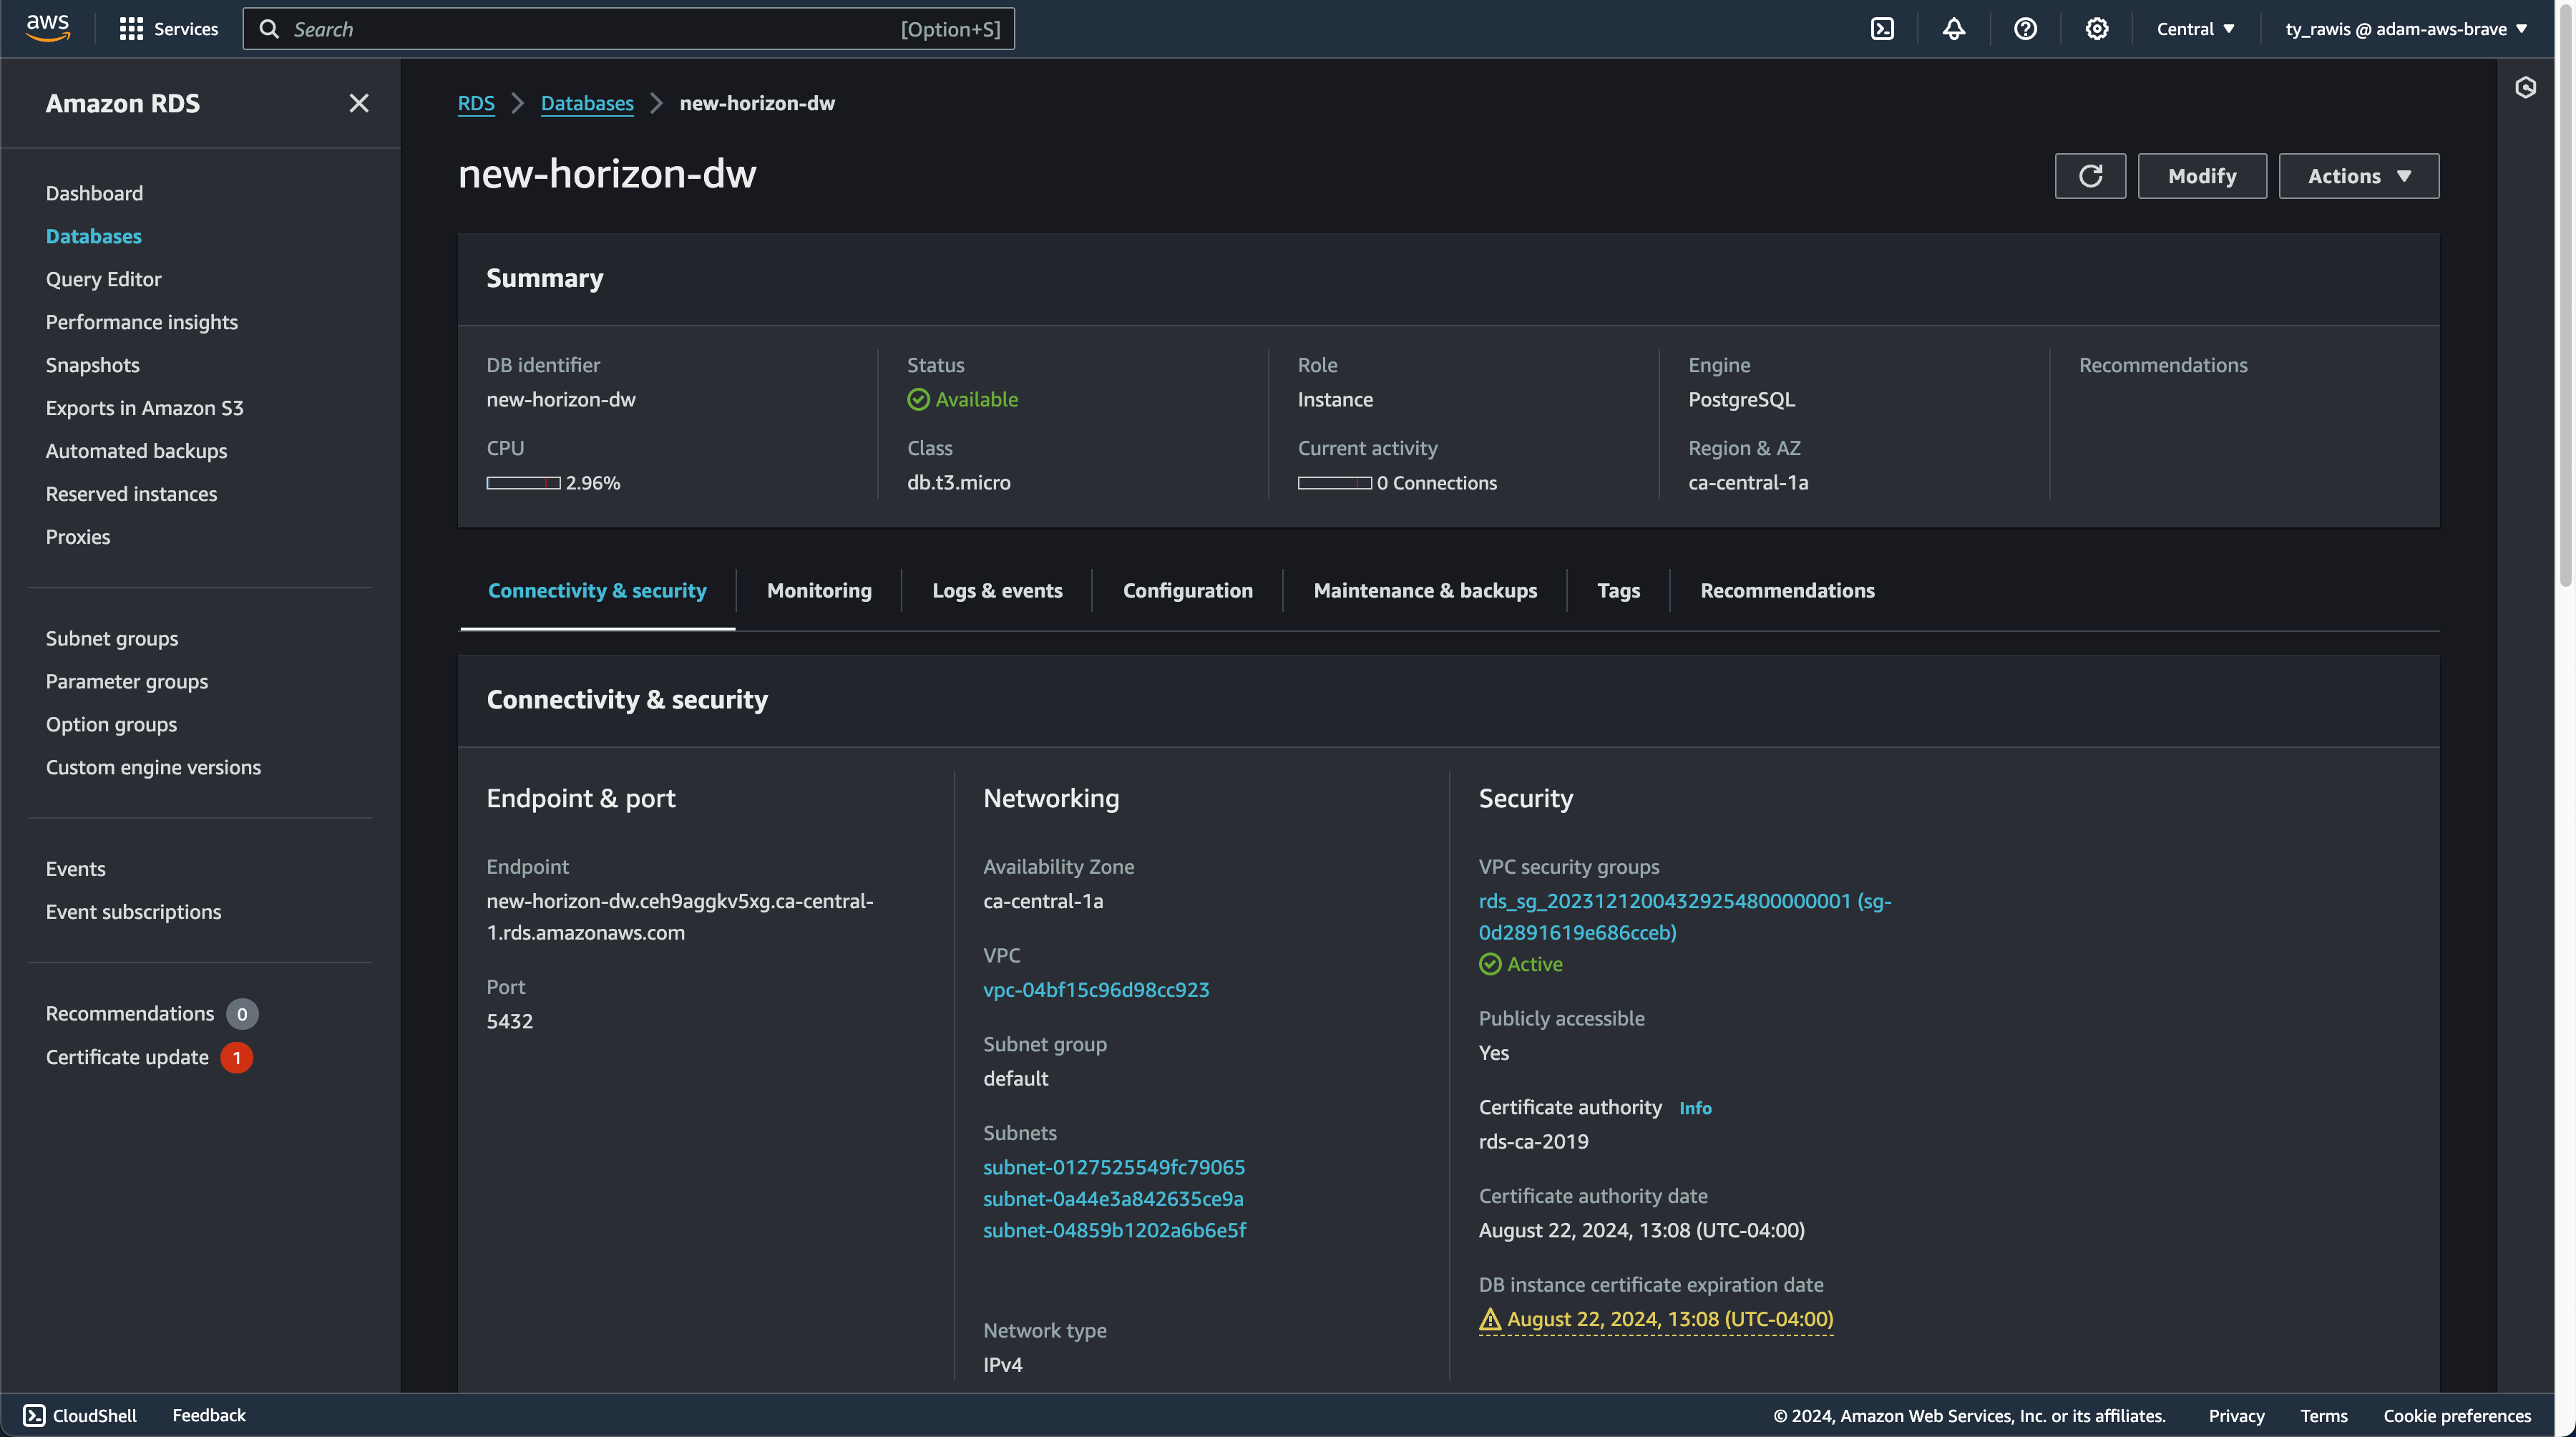 aws
Services
Search
[Option+S]
Central
ty_rawis @ adam-aws-brave
Amazon RDS
Dashboard
Databases
Query Editor
Performance insights
Snapshots
Exports in Amazon S3
Automated backups
Reserved instances
Proxies
Subnet groups
Parameter groups
Option groups
Custom engine versions
Events
Event subscriptions
Recommendations 0
Certificate update 1
RDS > Databases > new-horizon-dw
new-horizon-dw
Modify
Actions
Summary
DB identifier
new-horizon-dw
CPU
2.96%
Status
Available
Class
db.t3.micro
Role
Instance
Current activity
0 Connections
Engine
PostgreSQL
Region & AZ
ca-central-1a
Recommendations
Connectivity & security
Monitoring
Logs & events
Configuration
Maintenance & backups
Tags
Recommendations
Connectivity & security
Endpoint & port
Endpoint
new-horizon-dw.ceh9aggkv5xg.ca-central-
1.rds.amazonaws.com
Port
5432
Networking
Availability Zone
ca-central-1a
VPC
vpc-04bf15c96d98cc923
Subnet group
default
Subnets
subnet-0127525549fc79065
subnet-0a44e3a842635ce9a
subnet-04859b1202a6b6e5f
Network type
IPv4
Security
VPC security groups
rds_sg_20231212004329254800000001 (sg-
0d2891619e686cceb)
Active
Publicly accessible
Yes
Certificate authority Info
rds-ca-2019
Certificate authority date
August 22, 2024, 13:08 (UTC-04:00)
DB instance certificate expiration date
August 22, 2024, 13:08 (UTC-04:00)
CloudShell
Feedback
© 2024, Amazon Web Services, Inc. or its affiliates.
Privacy
Terms
Cookie preferences